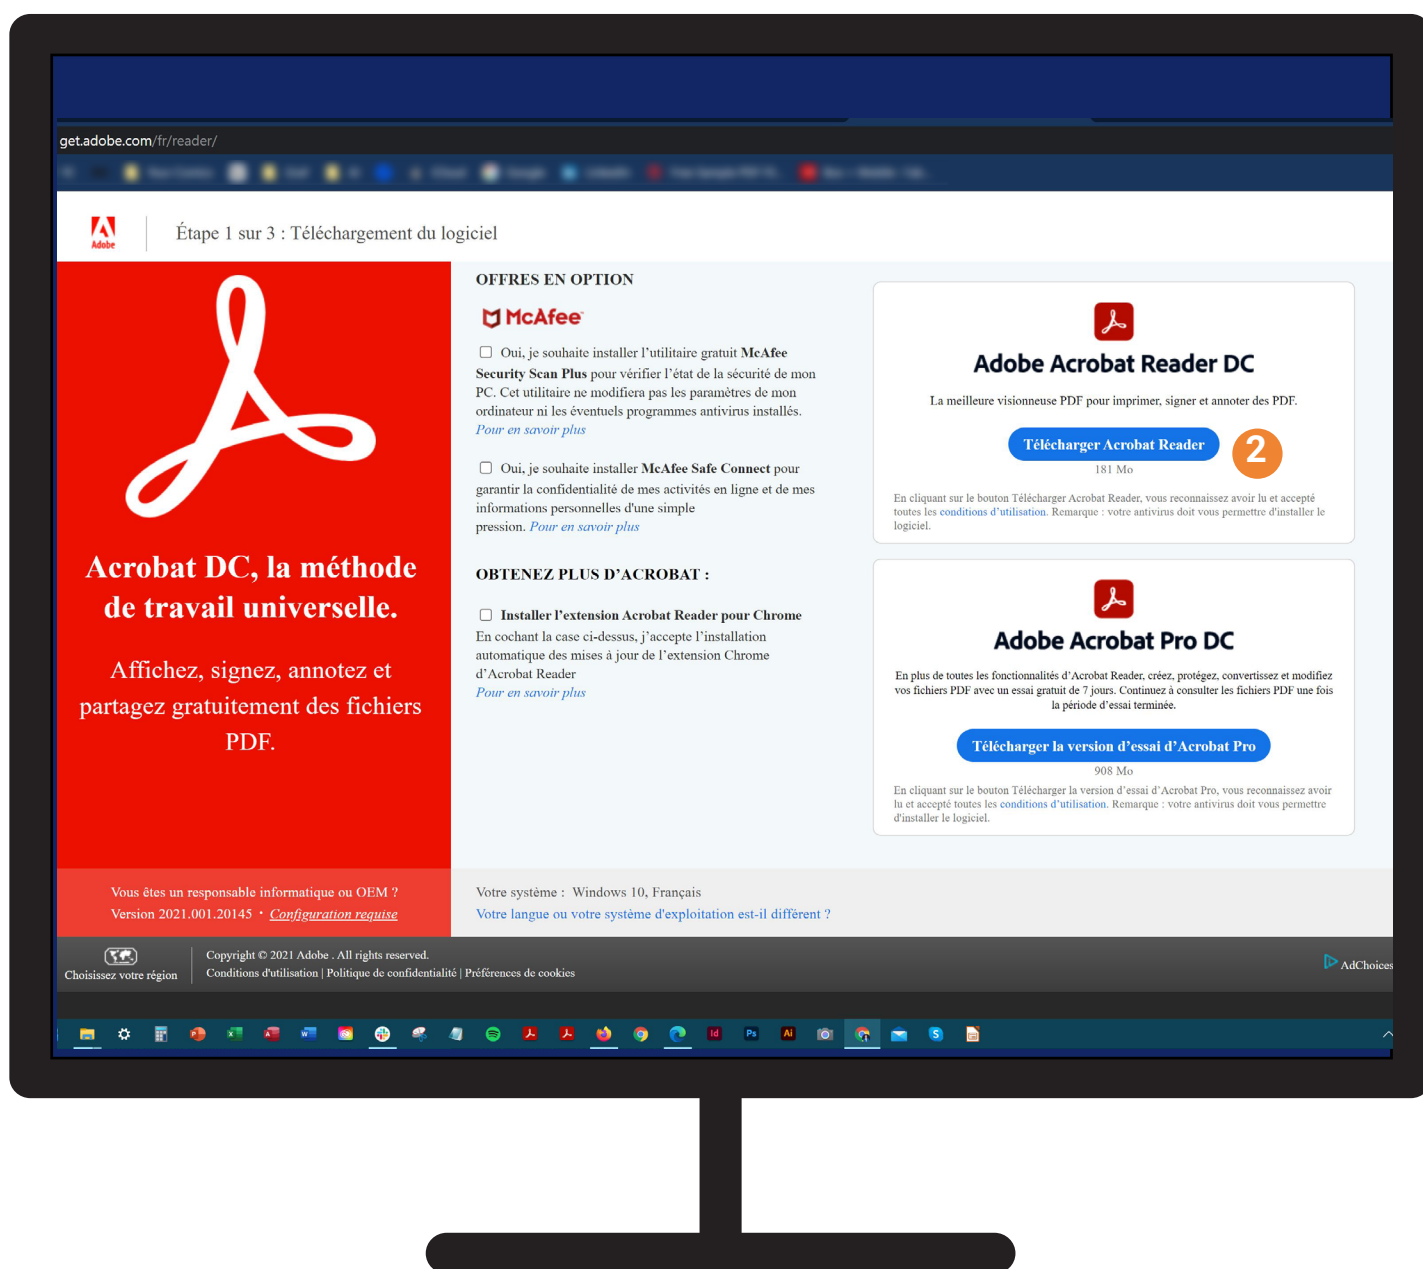 get.adobe.com/fr/reader/
Adobe
Étape 1 sur 3 : Téléchargement du logiciel
Acrobat DC, la méthode
de travail universelle.
Affichez, signez, annotez et
partagez gratuitement des fichiers
PDF.
OFFRES EN OPTION
McAfee
Oui, je souhaite installer l’utilitaire gratuit McAfee
Security Scan Plus pour vérifier l’état de la sécurité de mon
PC. Cet utilitaire ne modifiera pas les paramètres de mon
ordinateur ni les éventuels programmes antivirus installés.
Pour en savoir plus
Oui, je souhaite installer McAfee Safe Connect pour
garantir la confidentialité de mes activités en ligne et de mes
informations personnelles d'une simple
pression. Pour en savoir plus
OBTENEZ PLUS D’ACROBAT :
Installer l’extension Acrobat Reader pour Chrome
En cochant la case ci-dessus, j’accepte l’installation
automatique des mises à jour de l’extension Chrome
d’Acrobat Reader
Pour en savoir plus
Adobe Acrobat Reader DC
La meilleure visionneuse PDF pour imprimer, signer et annoter des PDF.
Télécharger Acrobat Reader
2
181 Mo
En cliquant sur le bouton Télécharger Acrobat Reader, vous reconnaissez avoir lu et accepté
toutes les conditions d’utilisation. Remarque : votre antivirus doit vous permettre d'installer le
logiciel.
Adobe Acrobat Pro DC
En plus de toutes les fonctionnalités d’Acrobat Reader, créez, protégez, convertissez et modifiez
vos fichiers PDF avec un essai gratuit de 7 jours. Continuez à consulter les fichiers PDF une fois
la période d’essai terminée.
Télécharger la version d’essai d’Acrobat Pro
908 Mo
En cliquant sur le bouton Télécharger la version d’essai d’Acrobat Pro, vous reconnaissez avoir
lu et accepté toutes les conditions d’utilisation. Remarque : votre antivirus doit vous permettre
d'installer le logiciel.
Vous êtes un responsable informatique ou OEM ?
Version 2021.001.20145 • Configuration requise
Votre système : Windows 10, Français
Votre langue ou votre système d'exploitation est-il différent ?
Choisissez votre région
Copyright © 2021 Adobe . All rights reserved.
Conditions d'utilisation | Politique de confidentialité | Préférences de cookies
AdChoices
Id
Ps
Ai
S